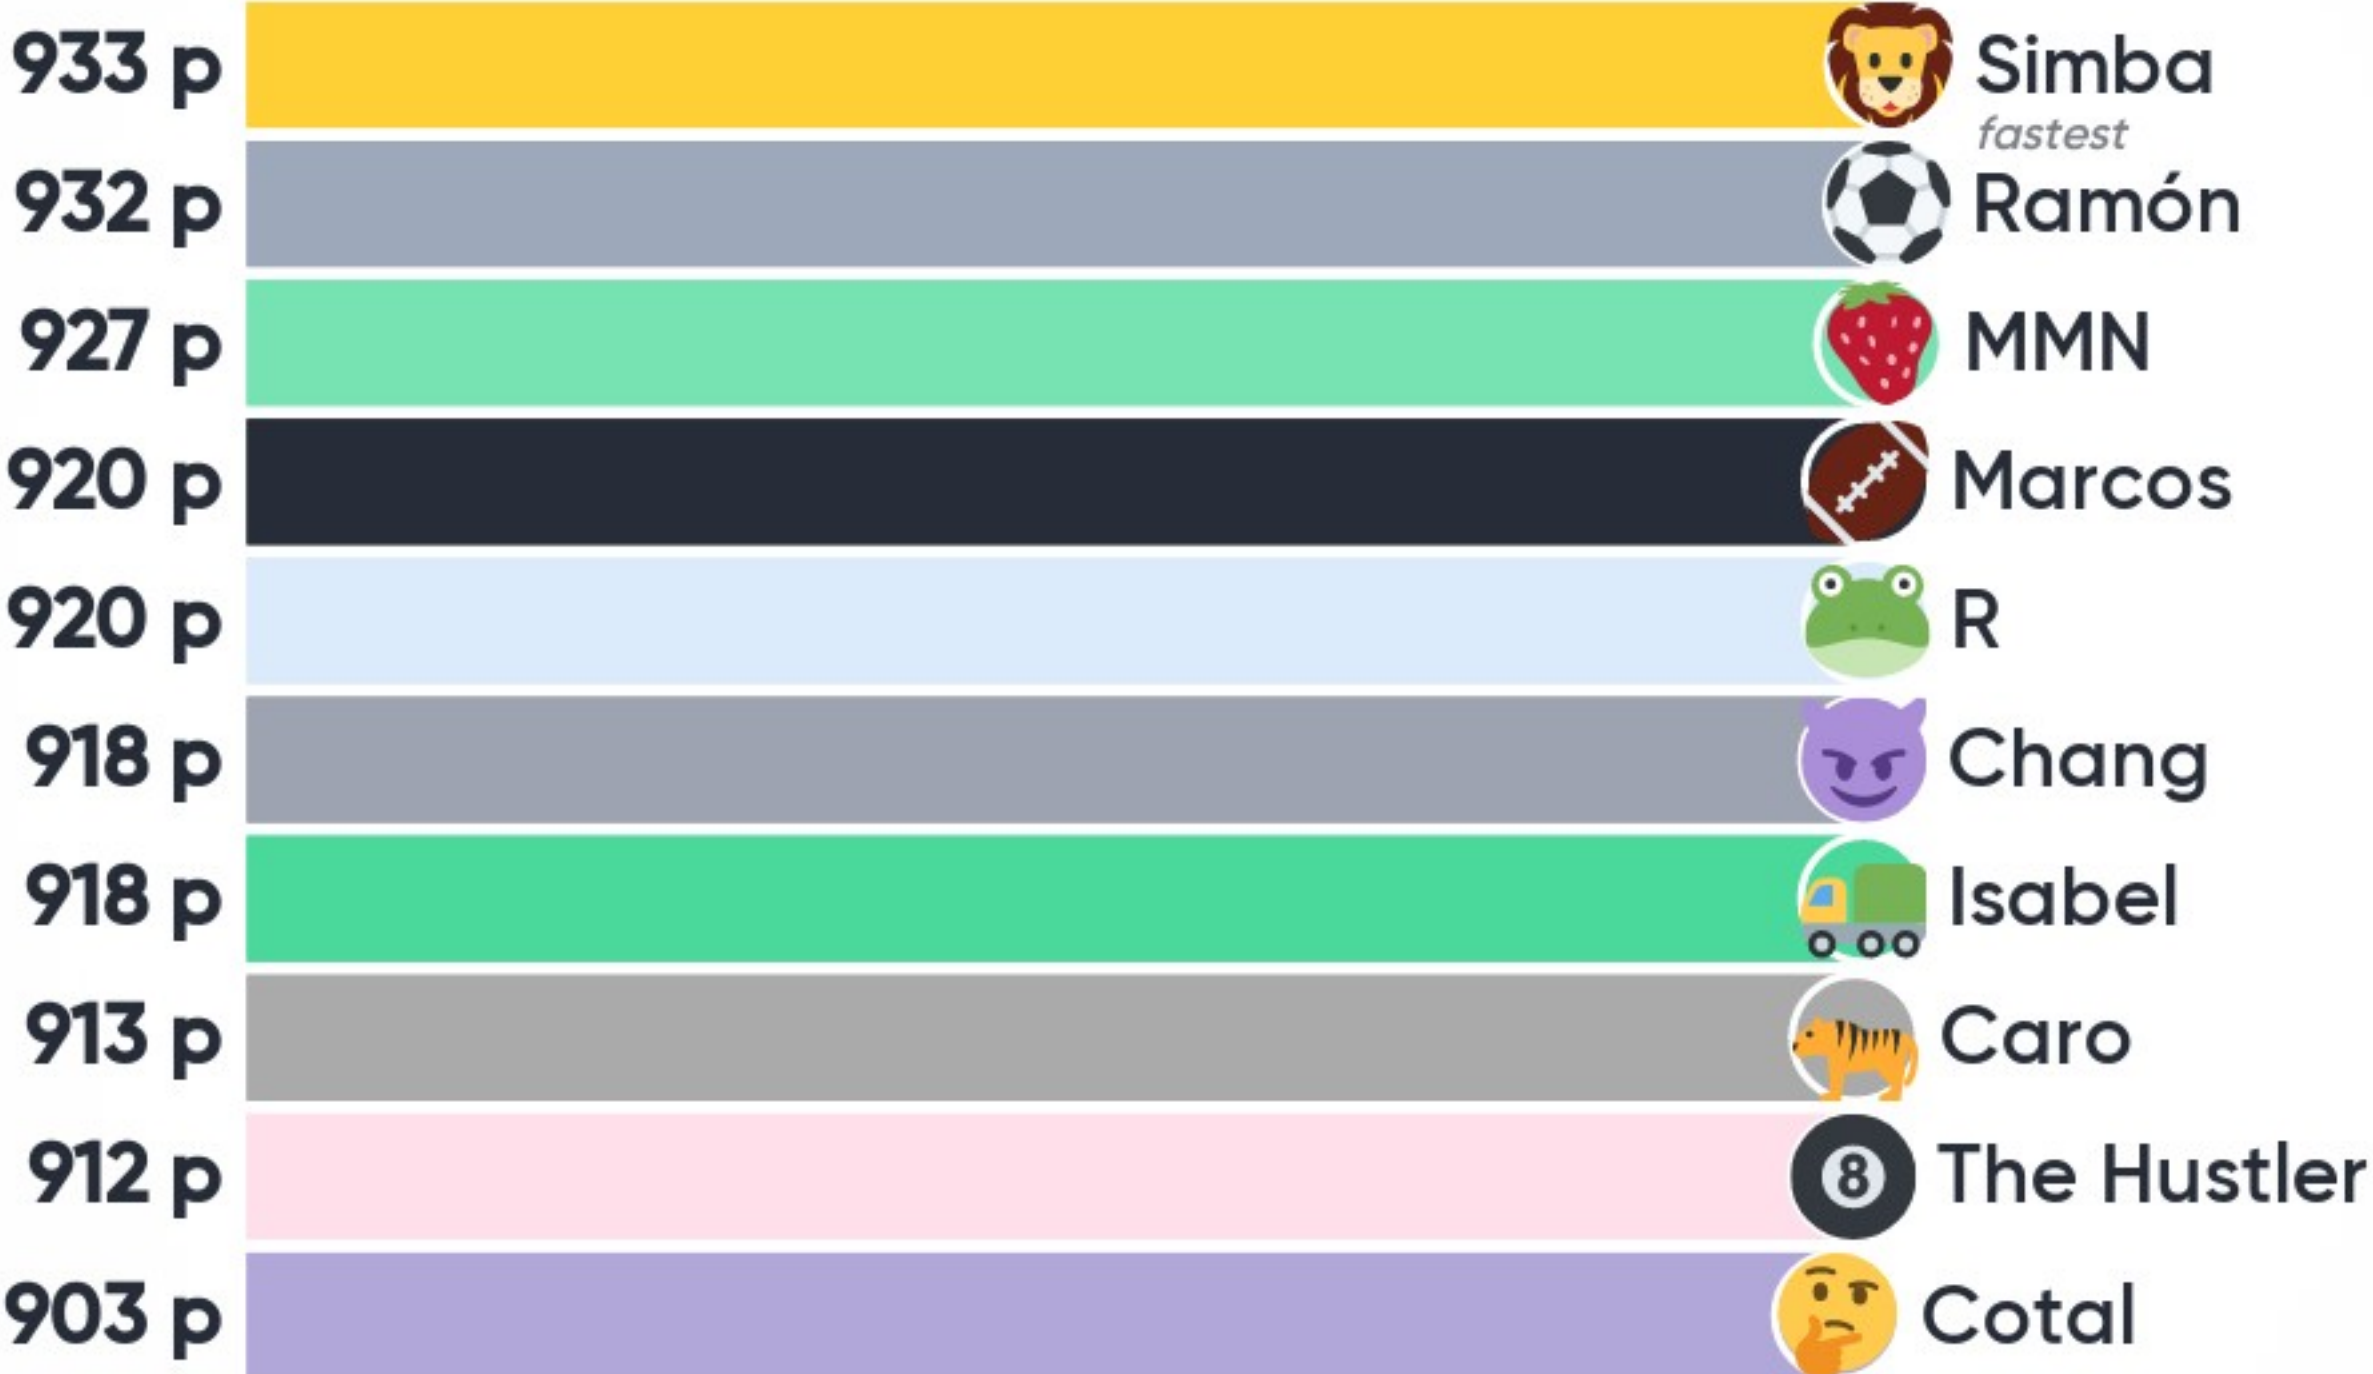 933 p Simba
fastest
932 p Ramón
927 p MMN
920 p Marcos
920 p R
918 p Chang
918 p Isabel
913 p Caro
912 p 8 The Hustler
903 p Cotal